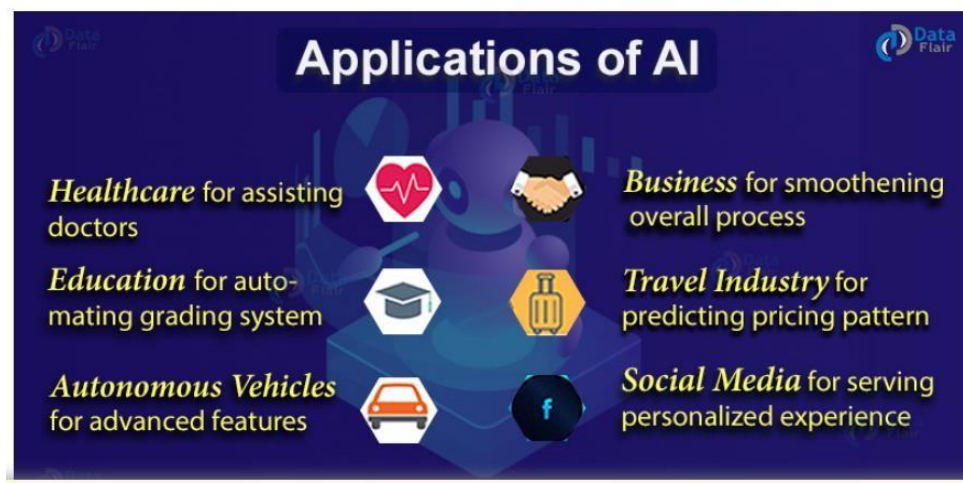 Data
Flair
Applications of AI
Data
Flair
Flair
Healthcare for assisting
doctors
Business for smoothening
overall process
Education for auto-
mating grading system
Travel Industry for
predicting pricing pattern
Autonomous Vehicles
for advanced features
f
Social Media for serving
personalized experience